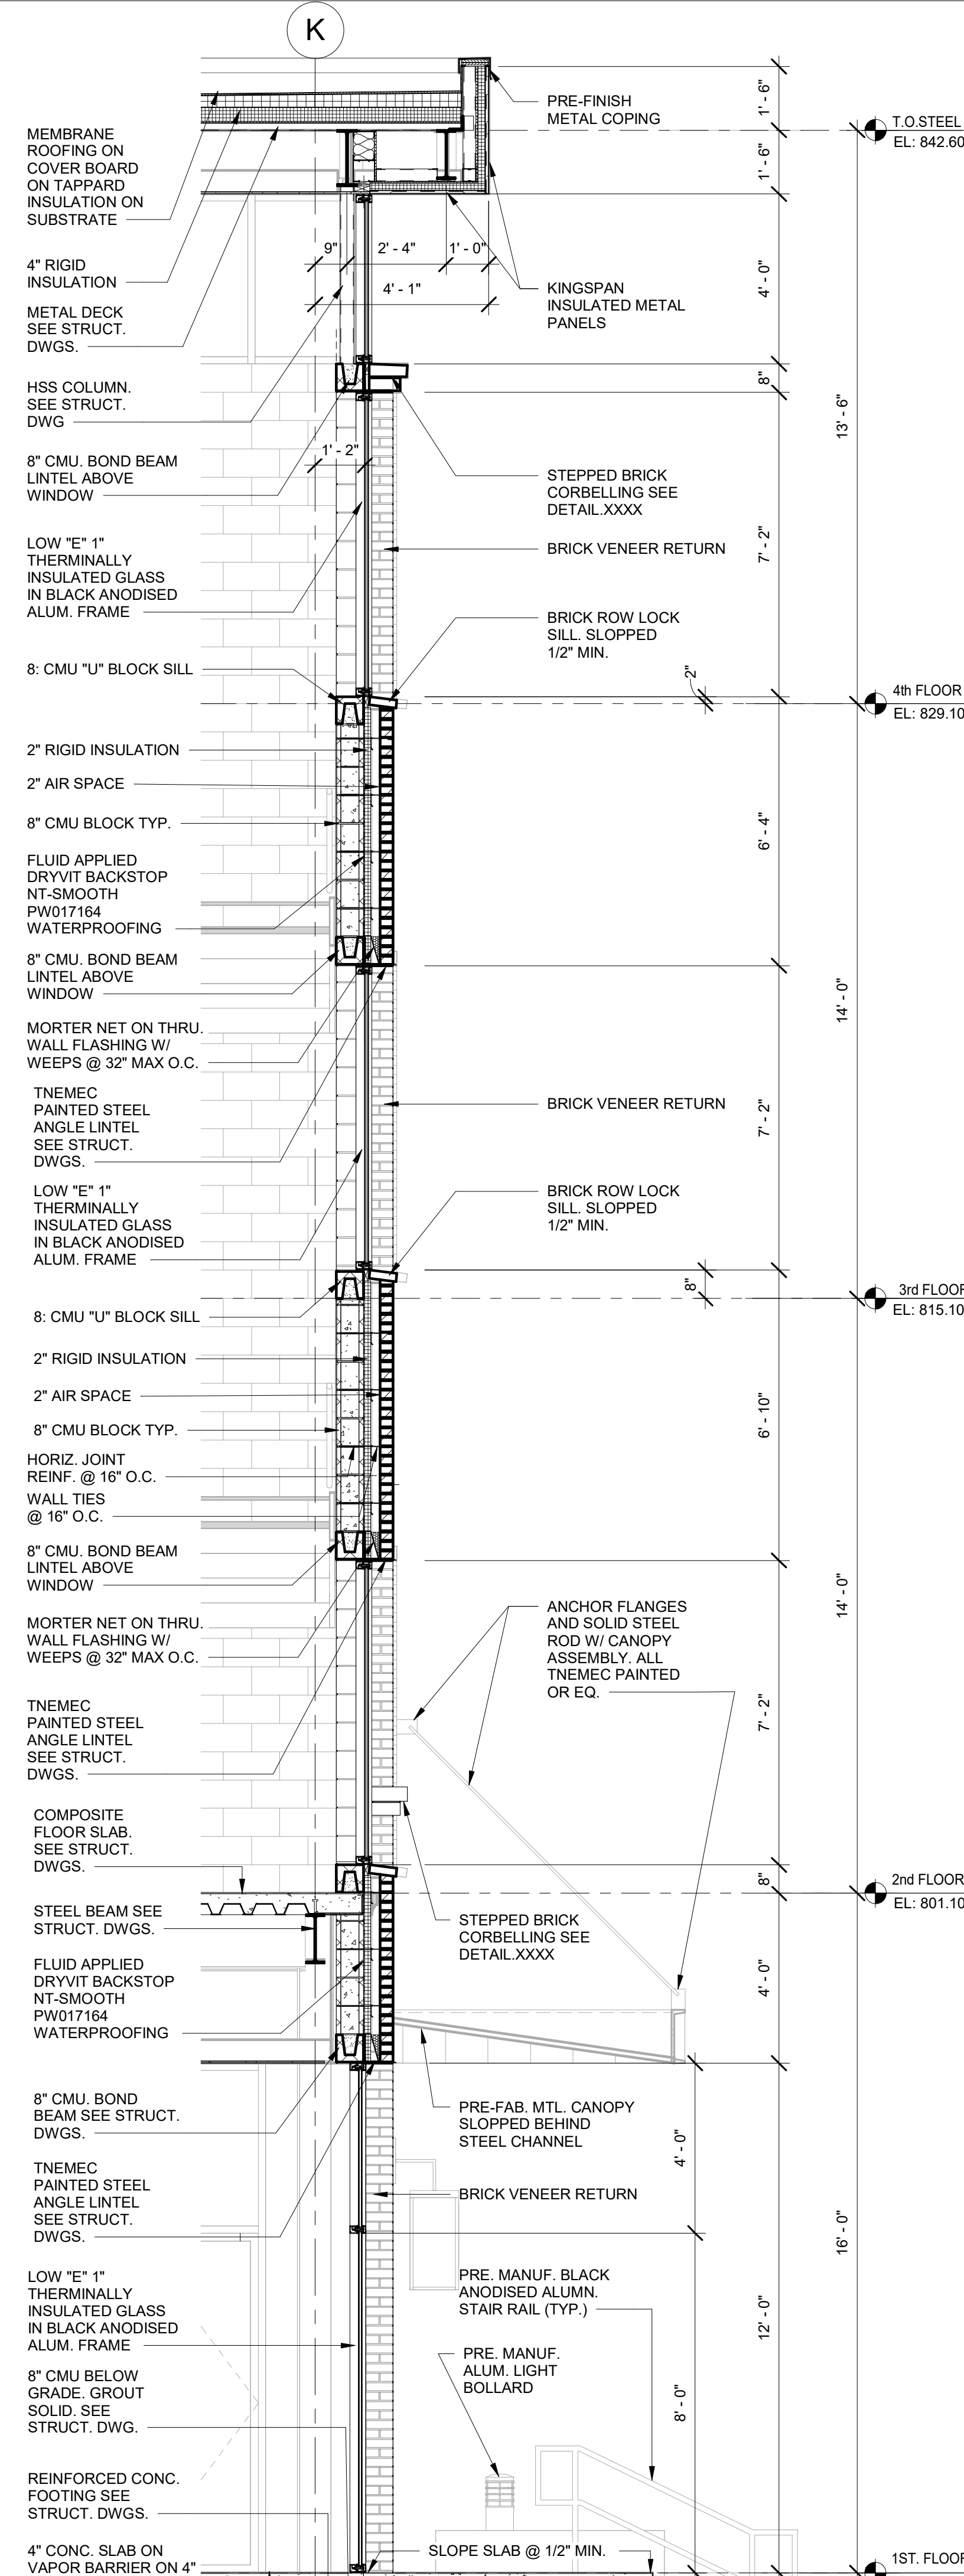 K
MEMBRANE
ROOFING ON
COVER BOARD
ON TAPPARD
INSULATION ON
SUBSTRATE
4" RIGID
INSULATION
METAL DECK
SEE STRUCT.
DWGS.
HSS COLUMN.
SEE STRUCT.
DWG
8" CMU. BOND BEAM
LINTEL ABOVE
WINDOW
LOW "E" 1"
THERMINALLY
INSULATED GLASS
IN BLACK ANODISED
ALUM. FRAME
8: CMU "U" BLOCK SILL
2" RIGID INSULATION
2" AIR SPACE
8" CMU BLOCK TYP.
FLUID APPLIED
DRYVIT BACKSTOP
NT-SMOOTH
PW017164
WATERPROOFING
8" CMU. BOND BEAM
LINTEL ABOVE
WINDOW
MORTER NET ON THRU.
WALL FLASHING W/
WEEPS @ 32" MAX O.C.
TNEMEC
PAINTED STEEL
ANGLE LINTEL
SEE STRUCT.
DWGS.
LOW "E" 1"
THERMINALLY
INSULATED GLASS
IN BLACK ANODISED
ALUM. FRAME
8: CMU "U" BLOCK SILL
2" RIGID INSULATION
2" AIR SPACE
8" CMU BLOCK TYP.
HORIZ. JOINT
REINF. @ 16" O.C.
WALL TIES
@ 16" O.C.
8" CMU. BOND BEAM
LINTEL ABOVE
WINDOW
MORTER NET ON THRU.
WALL FLASHING W/
WEEPS @ 32" MAX O.C.
TNEMEC
PAINTED STEEL
ANGLE LINTEL
SEE STRUCT.
DWGS.
COMPOSITE
FLOOR SLAB.
SEE STRUCT.
DWGS.
STEEL BEAM SEE
STRUCT. DWGS.
FLUID APPLIED
DRYVIT BACKSTOP
NT-SMOOTH
PW017164
WATERPROOFING
8" CMU. BOND
BEAM SEE STRUCT.
DWGS.
TNEMEC
PAINTED STEEL
ANGLE LINTEL
SEE STRUCT.
DWGS.
LOW "E" 1"
THERMINALLY
INSULATED GLASS
IN BLACK ANODISED
ALUM. FRAME
8" CMU BELOW
GRADE. GROUT
SOLID. SEE
STRUCT. DWG.
REINFORCED CONC.
FOOTING SEE
STRUCT. DWGS.
4" CONC. SLAB ON
VAPOR BARRIER ON 4"
9"
2' - 4"
1' - 0"
4' - 1"
1' - 2"
PRE-FINISH
METAL COPING
KINGSPAN
INSULATED METAL
PANELS
STEPPED BRICK
CORBELLING SEE
DETAIL.XXXX
BRICK VENEER RETURN
BRICK ROW LOCK
SILL. SLOPPED
1/2" MIN.
BRICK VENEER RETURN
BRICK ROW LOCK
SILL. SLOPPED
1/2" MIN.
ANCHOR FLANGES
AND SOLID STEEL
ROD W/ CANOPY
ASSEMBLY. ALL
TNEMEC PAINTED
OR EQ.
STEPPED BRICK
CORBELLING SEE
DETAIL.XXXX
PRE-FAB. MTL. CANOPY
SLOPPED BEHIND
STEEL CHANNEL
BRICK VENEER RETURN
PRE. MANUF. BLACK
ANODISED ALUMN.
STAIR RAIL (TYP.)
PRE. MANUF.
ALUM. LIGHT
BOLLARD
SLOPE SLAB @ 1/2" MIN.
2"
8"
4' - 0"
8' - 0"
1' - 6"
1' - 6"
4' - 0"
8"
7' - 2"
6' - 4"
7' - 2"
6' - 10"
7' - 2"
8"
4' - 0"
12' - 0"
13' - 6"
14' - 0"
14' - 0"
16' - 0"
T.O.STEEL
EL: 842.60
4th FLOOR
EL: 829.10
3rd FLOOR
EL: 815.10
2nd FLOOR
EL: 801.10
1ST. FLOOR